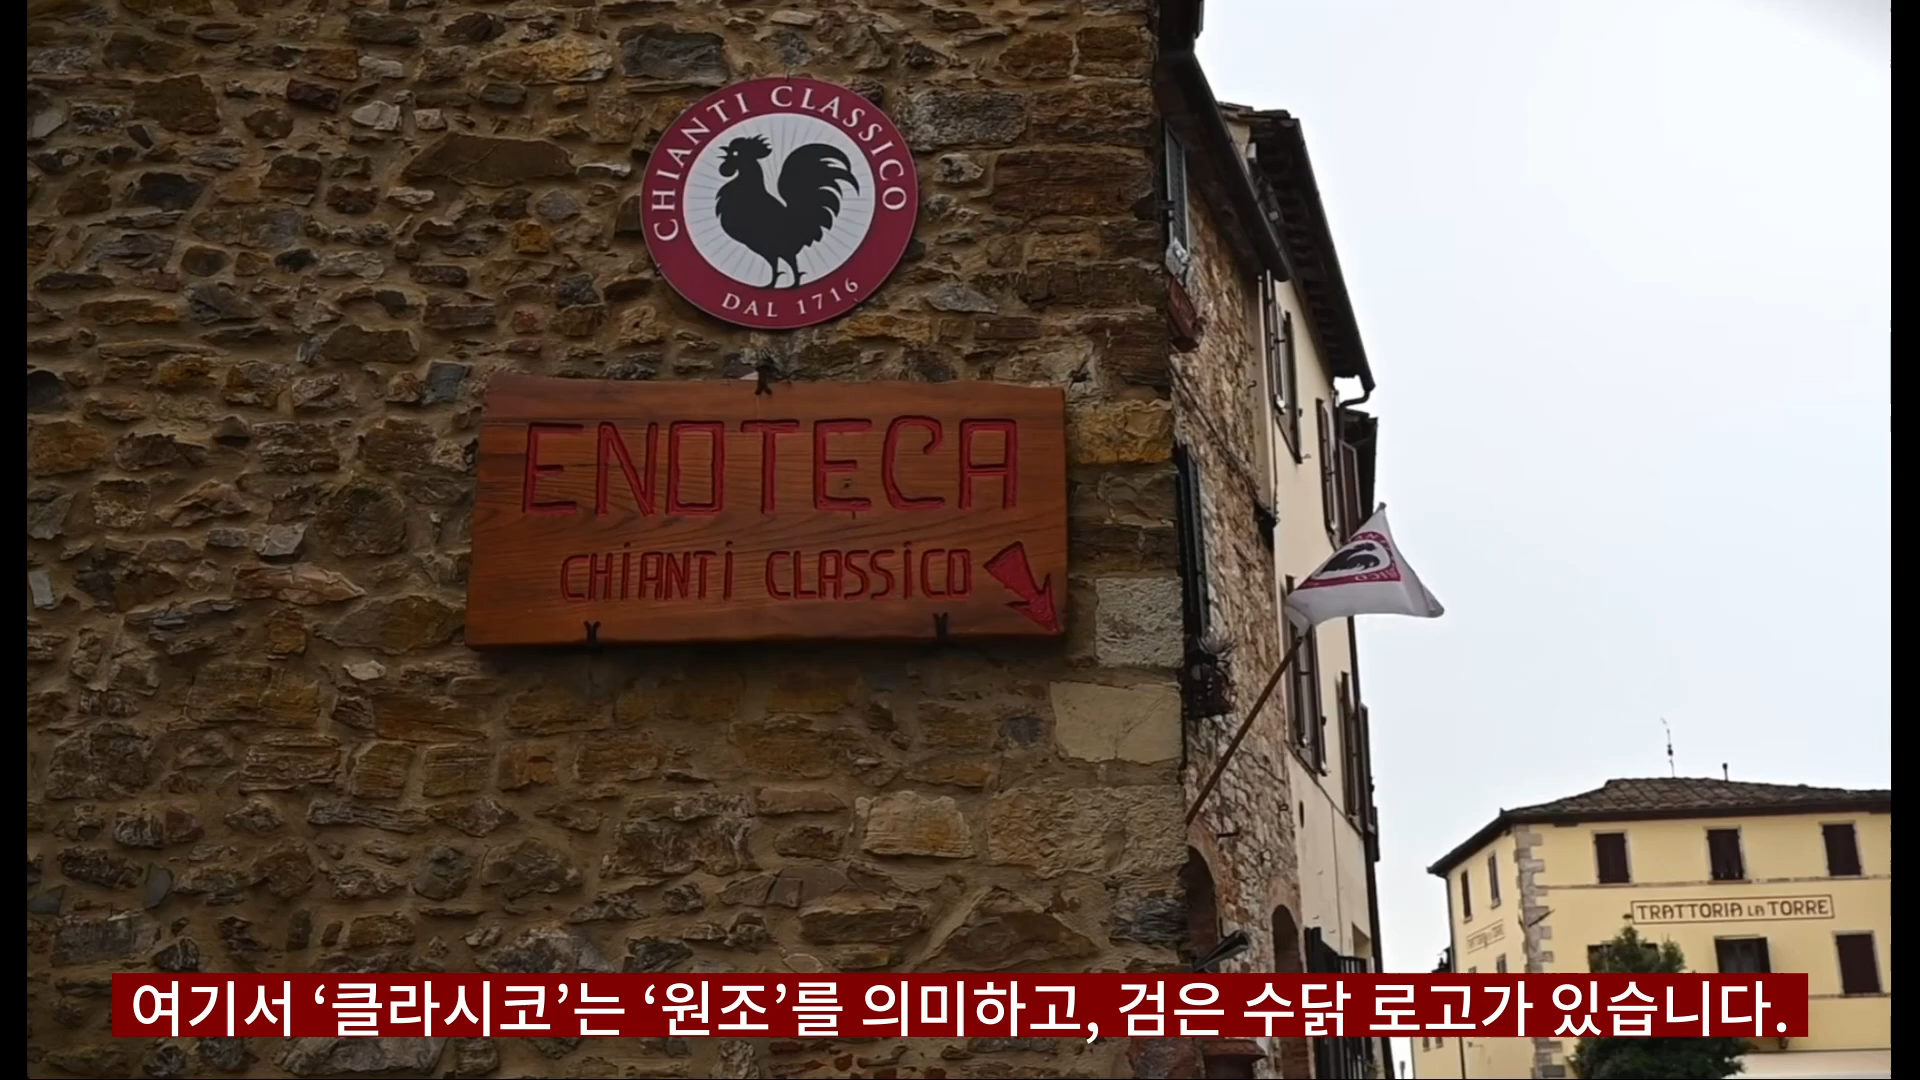 CHIANTI CLASSICO
DAL 1716
ENOTECA
CHiANTi CLASSiCO
TRATTORIA LA TORRE
여기서 ‘클라시코’는 ‘원조’를 의미하고, 검은 수닭 로고가 있습니다.